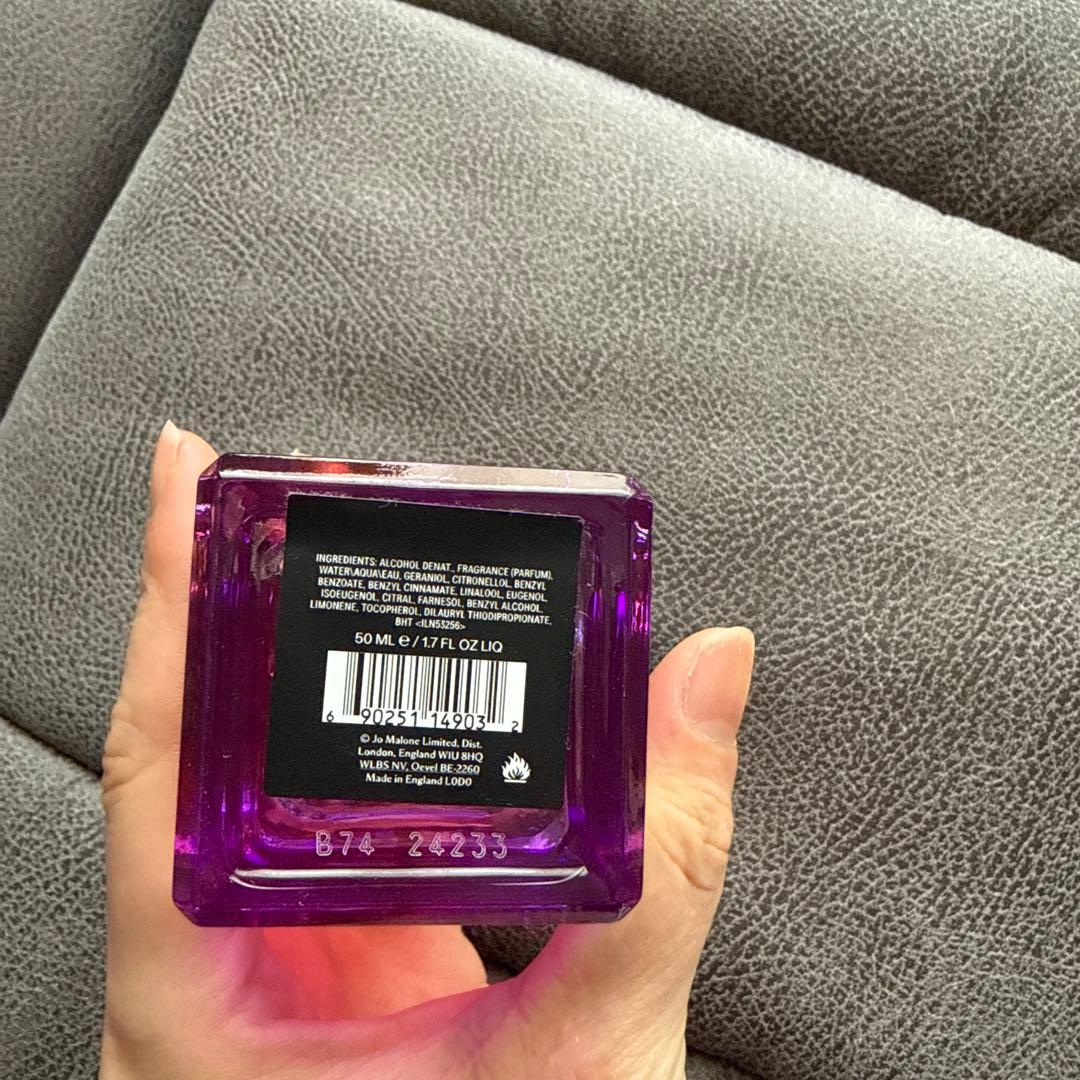 INGREDIENTS: ALCOHOL DENAT., FRAGRANCE (PARFUM),
WATER\AQUA\EAU, GERANIOL, CITRONELLOL, BENZYL
BENZOATE, BENZYL CINNAMATE, LINALOOL, EUGENOL,
ISOEUGENOL, CITRAL, FARNESOL, BENZYL ALCOHOL,
LIMONENE, TOCOPHEROL, DILAURYL THIODIPROPIONATE,
BHT <ILN53256>
50 ML ℮ / 1.7 FL OZ LIQ
6 90251 14903 2
© Jo Malone Limited, Dist.
London, England W1U 8HQ
WLBS NV, Oevel BE-2260
Made in England L0D0
B74 24233